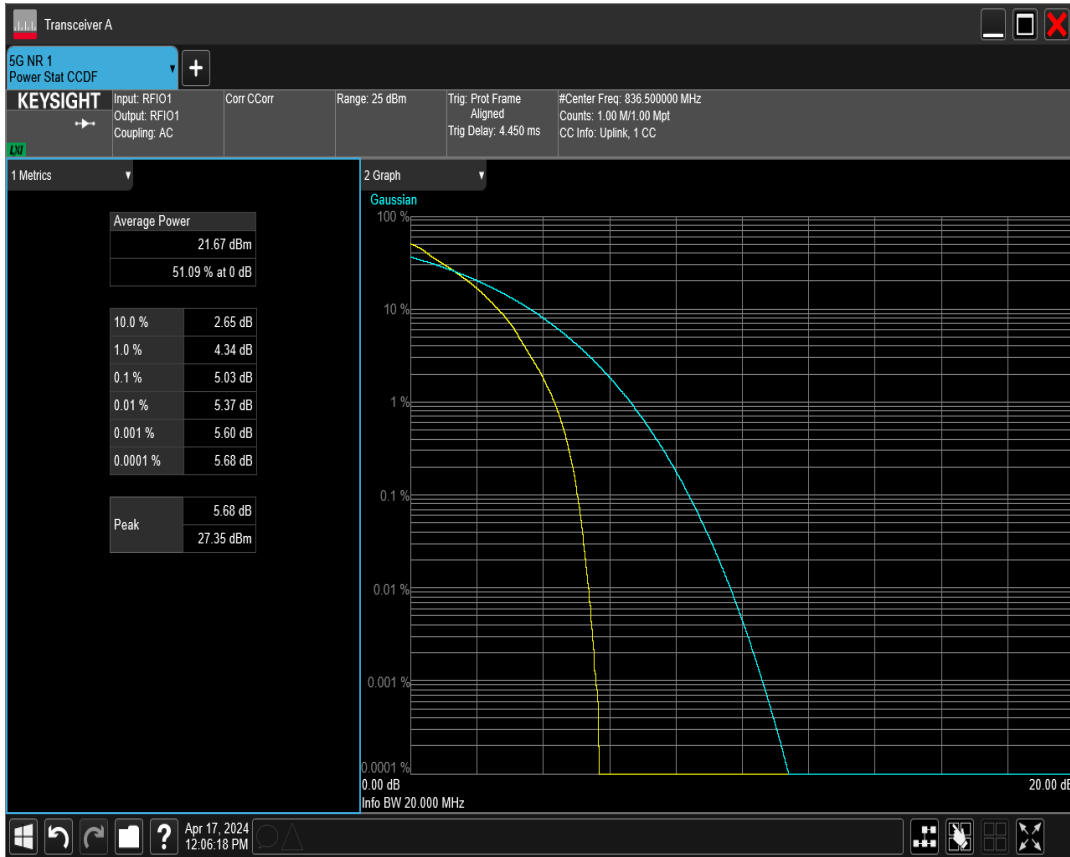 Transceiver A
5G NR 1
Power Stat CCDF
KEYSIGHT
LXI
Input: RFIO1
Output: RFIO1
Coupling: AC
Corr CCorr
Range: 25 dBm
Trig: Prot Frame
Aligned
Trig Delay: 4.450 ms
#Center Freq: 836.500000 MHz
Counts: 1.00 M/1.00 Mpt
CC Info: Uplink, 1 CC
1 Metrics
Average Power
21.67 dBm
51.09 % at 0 dB
10.0 % 2.65 dB
1.0 % 4.34 dB
0.1 % 5.03 dB
0.01 % 5.37 dB
0.001 % 5.60 dB
0.0001 % 5.68 dB
Peak
5.68 dB
27.35 dBm
2 Graph
Gaussian
100 %
10 %
1 %
0.1 %
0.01 %
0.001 %
0.0001 %
0.00 dB 20.00 dB
Info BW 20.000 MHz
?
Apr 17, 2024
12:06:18 PM